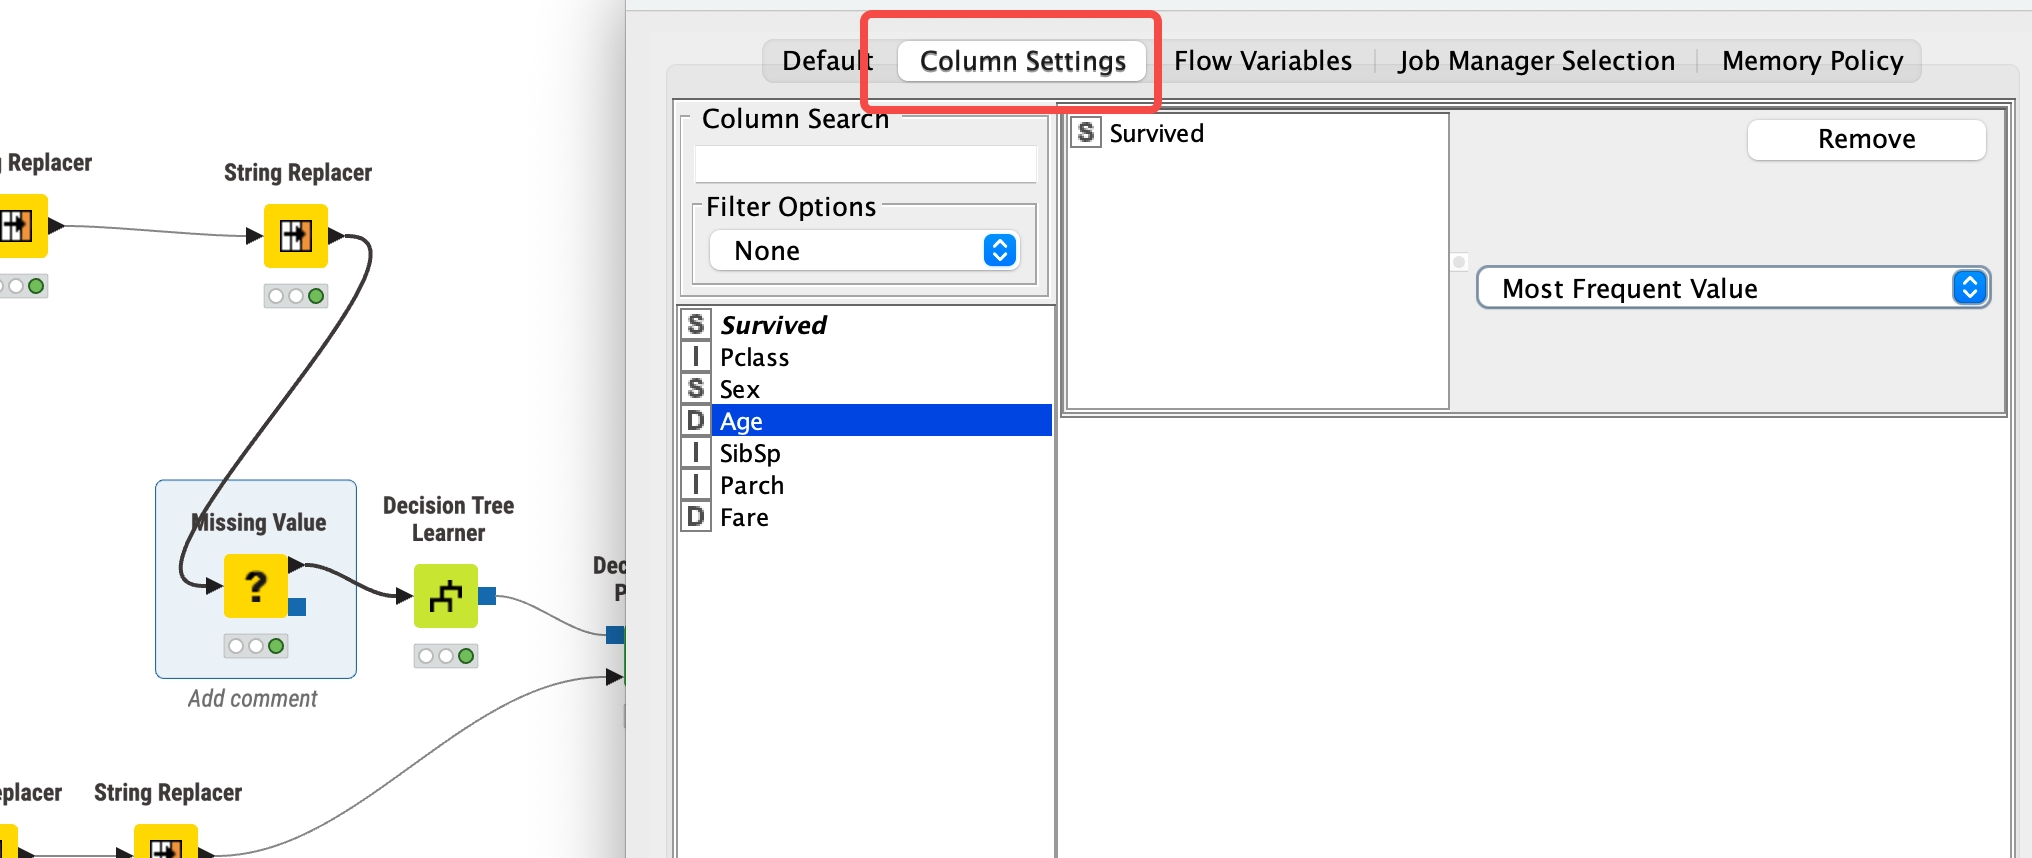 Replacer
String Replacer
Missing Value
?
Decision Tree
Learner
Add comment
String Replacer
Default
Column Settings
Flow Variables
Job Manager Selection
Memory Policy
Column Search
Filter Options
None
S Survived
I Pclass
S Sex
D Age
I SibSp
I Parch
D Fare
S Survived
Remove
Most Frequent Value